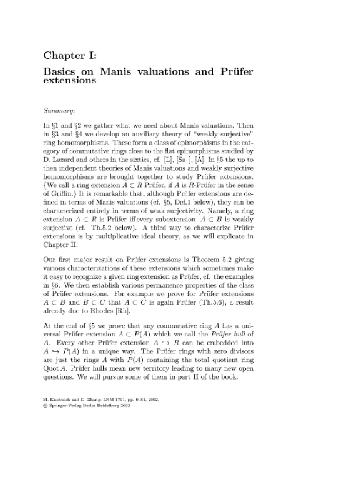 Chapter I:
Basics on Manis valuations and Prüfer
extensions
Summary:
In §1 and §2 we gather what we need about Manis valuations. Then
in §3 and §4 we develop an auxiliary theory of "weakly surjective"
ring homomorphisms. These form a class of epimorphisms in the cat-
egory of commutative rings close to the flat epimorphisms studied by
D. Lazard and others in the sixties, cf. [L], [Sa], [A]. In §5 the up to
then independent theories of Manis valuations and weakly surjective
homomorphisms are brought together to study Prüfer extensions.
{We call a ring extension A ⊂ R Prüfer, if A is R-Prüfer in the sense
of Griffin.} It is remarkable that, although Prüfer extensions are de-
fined in terms of Manis valuations (cf. §5, Def.1 below), they can be
characterized entirely in terms of weak surjectivity. Namely, a ring
extension A ⊂ R is Prüfer iff every subextension A ⊂ B is weakly
surjective (cf. Th.5.2 below). A third way to characterize Prüfer
extensions is by multiplicative ideal theory, as we will explicate in
Chapter II.
Our first major result on Prüfer extensions is Theorem 5.2 giving
various characterizations of these extensions which sometimes make
it easy to recognize a given ring extension as Prüfer, cf. the examples
in §6. We then establish various permanence properties of the class
of Prüfer extensions. For example we prove for Prüfer extensions
A ⊂ B and B ⊂ C that A ⊂ C is again Prüfer (Th.5.6), a result
already due to Rhodes [Rh].
At the end of §5 we prove that any commutative ring A has a uni-
versal Prüfer extension A ⊂ P(A) which we call the Prüfer hull of
A. Every other Prüfer extension A ↪ R can be embedded into
A ↪ P(A) in a unique way. The Prüfer rings with zero divisors
are just the rings A with P(A) containing the total quotient ring
Quot A. Prüfer hulls mean new territory leading to many new open
questions. We will pursue some of them in part II of the book.
M. Knebusch and D. Zhang: LNM 1791, pp. 9–81, 2002.
© Springer-Verlag Berlin Heidelberg 2002